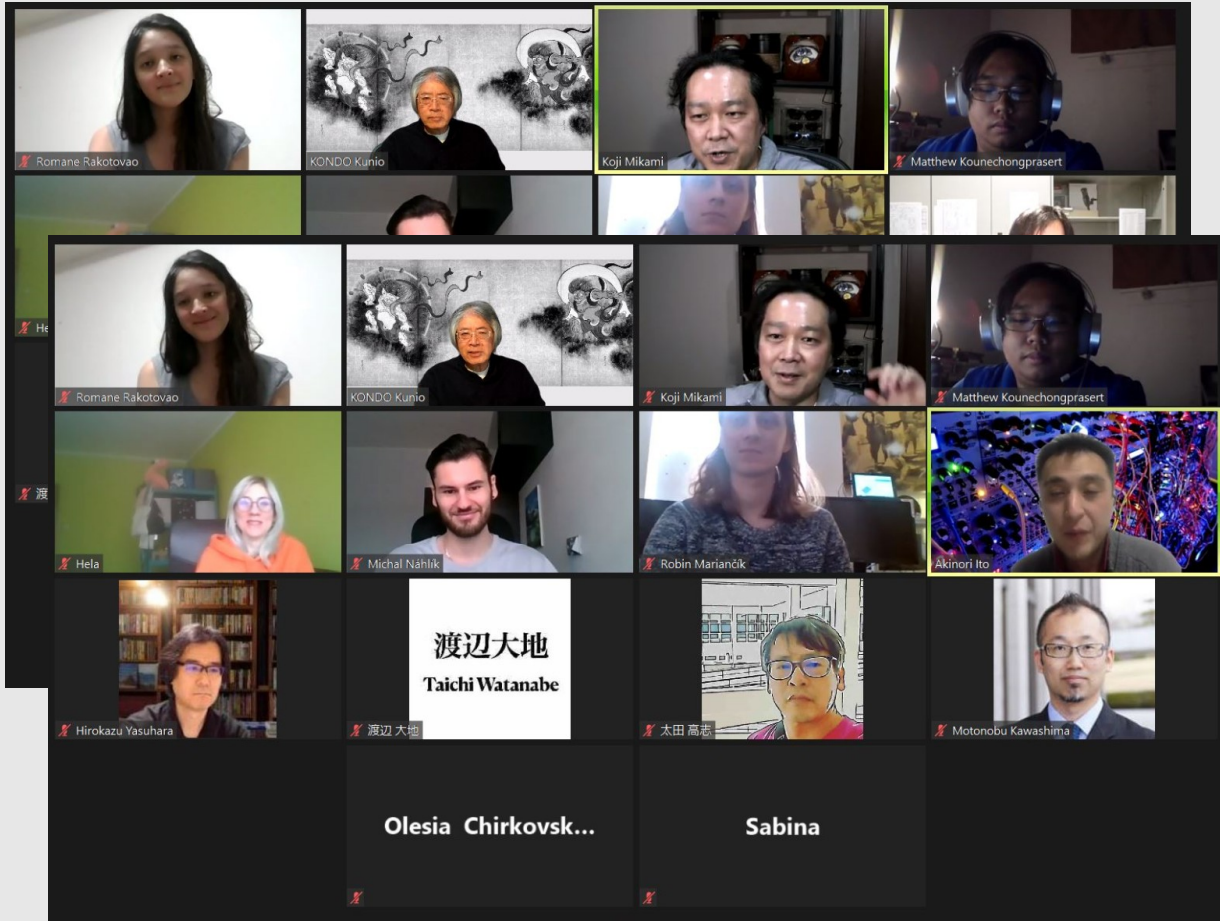 Romane Rakotovao
KONDO Kunio
Koji Mikami
Matthew Kounechongprasert
He
渡
Romane Rakotovao
KONDO Kunio
Koji Mikami
Matthew Kounechongprasert
Hela
Michal Náhlík
Robin Mariančík
Akinori Ito
渡辺大地
Taichi Watanabe
Hirokazu Yasuhara
渡辺 大地
太田 高志
Motonobu Kawashima
Olesia Chirkovsk...
Sabina